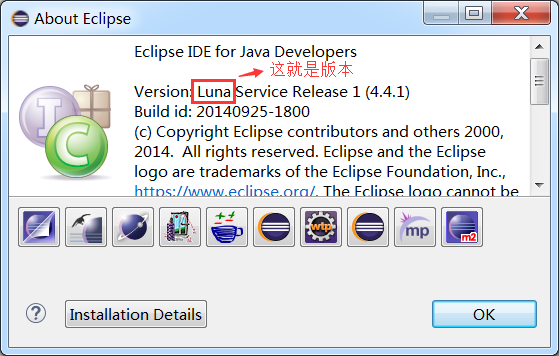 About Eclipse
Eclipse IDE for Java Developers
这就是版本
Version: Luna Service Release 1 (4.4.1)
Build id: 20140925-1800
(c) Copyright Eclipse contributors and others 2000,
2014.  All rights reserved. Eclipse and the Eclipse
logo are trademarks of the Eclipse Foundation, Inc.,
https://www.eclipse.org/. The Eclipse logo cannot be
I
C
wtp
mp
m2
?
Installation Details
OK